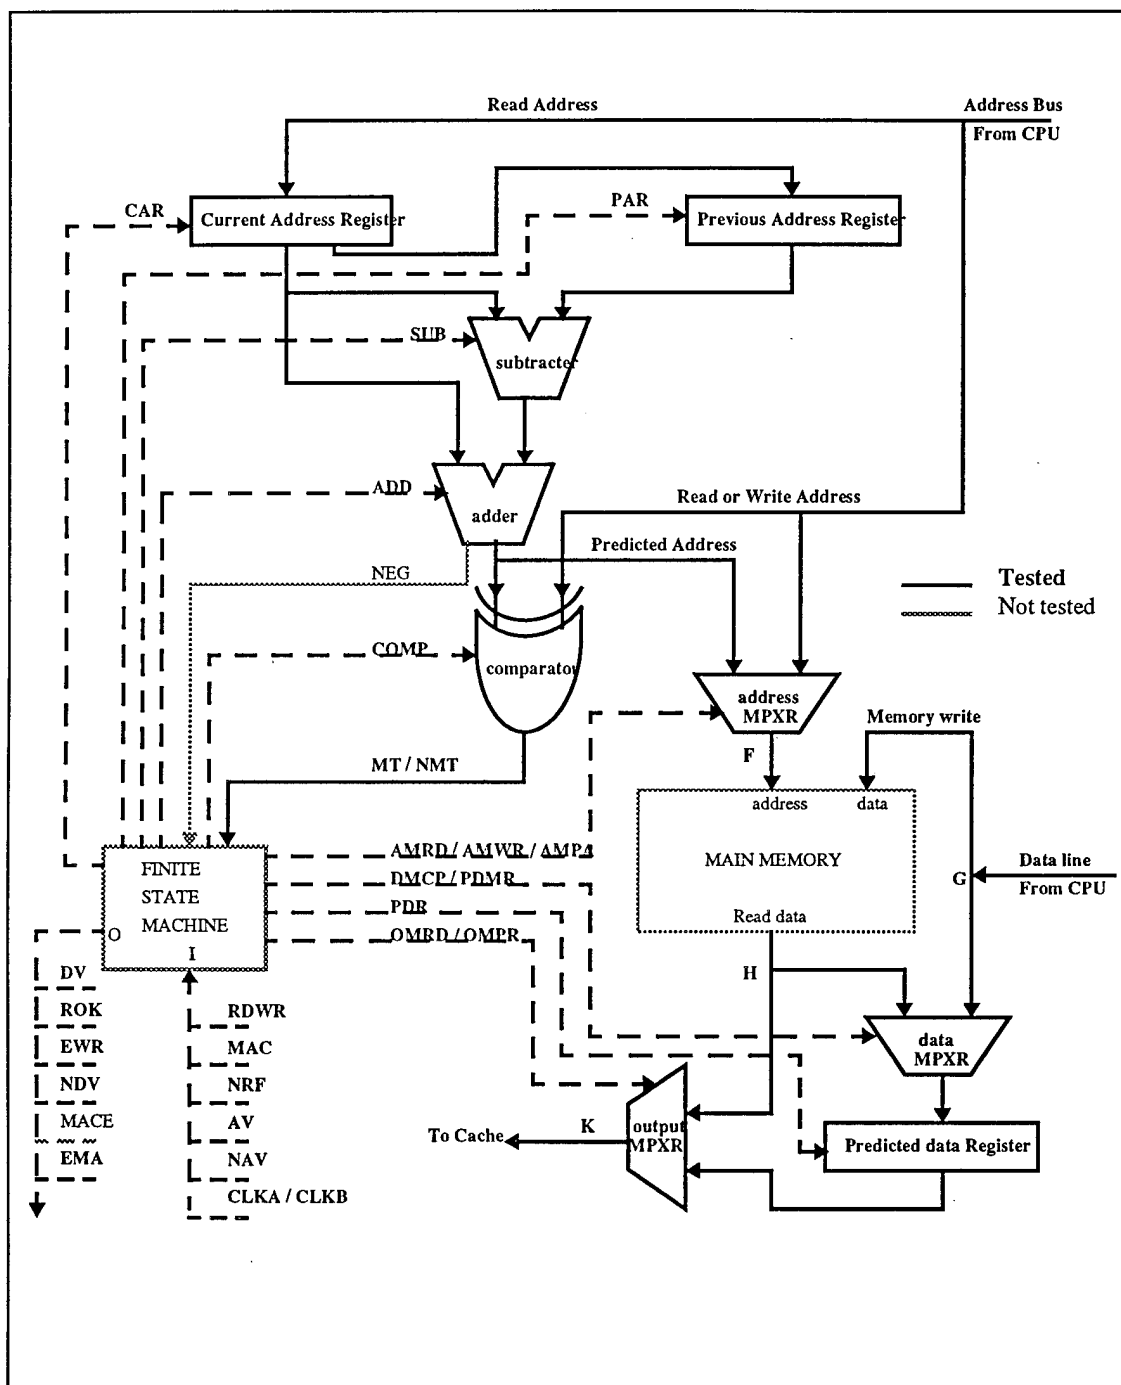 Read Address
Address Bus
From CPU
CAR
Current Address Register
PAR
Previous Address Register
SUB
subtracter
ADD
adder
Read or Write Address
Predicted Address
NEG
Tested
Not tested
COMP
comparator
address
MPXR
Memory write
F
MT / NMT
address
data
MAIN MEMORY
Read data
Data line
From CPU
G
FINITE
STATE
MACHINE
O
I
AMRD / AMWR / AMPA
DMCP / PDMR
PDR
OMRD / OMPR
H
DV
ROK
EWR
NDV
MACE
EMA
RDWR
MAC
NRF
AV
NAV
CLKA / CLKB
data
MPXR
output
MPXR
K
To Cache
Predicted data Register